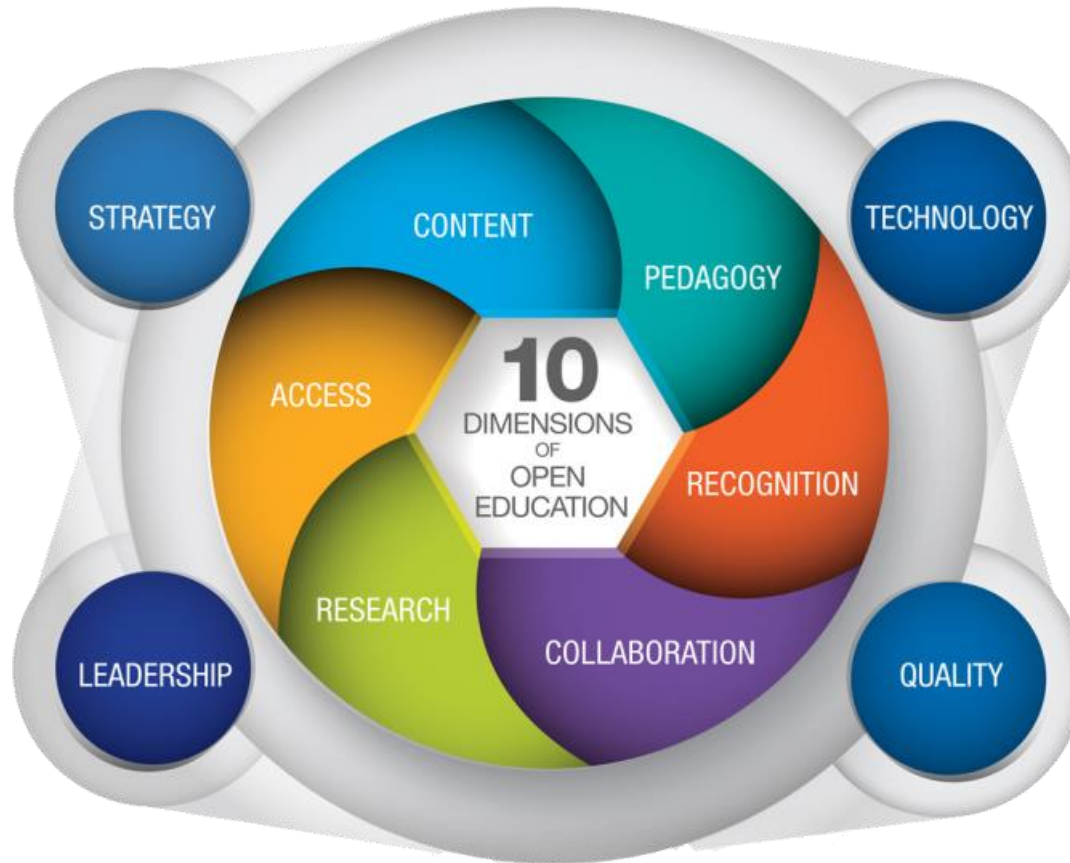 STRATEGY
TECHNOLOGY
CONTENT
PEDAGOGY
ACCESS
RECOGNITION
RESEARCH
COLLABORATION
10
DIMENSIONS
OF
OPEN
EDUCATION
LEADERSHIP
QUALITY